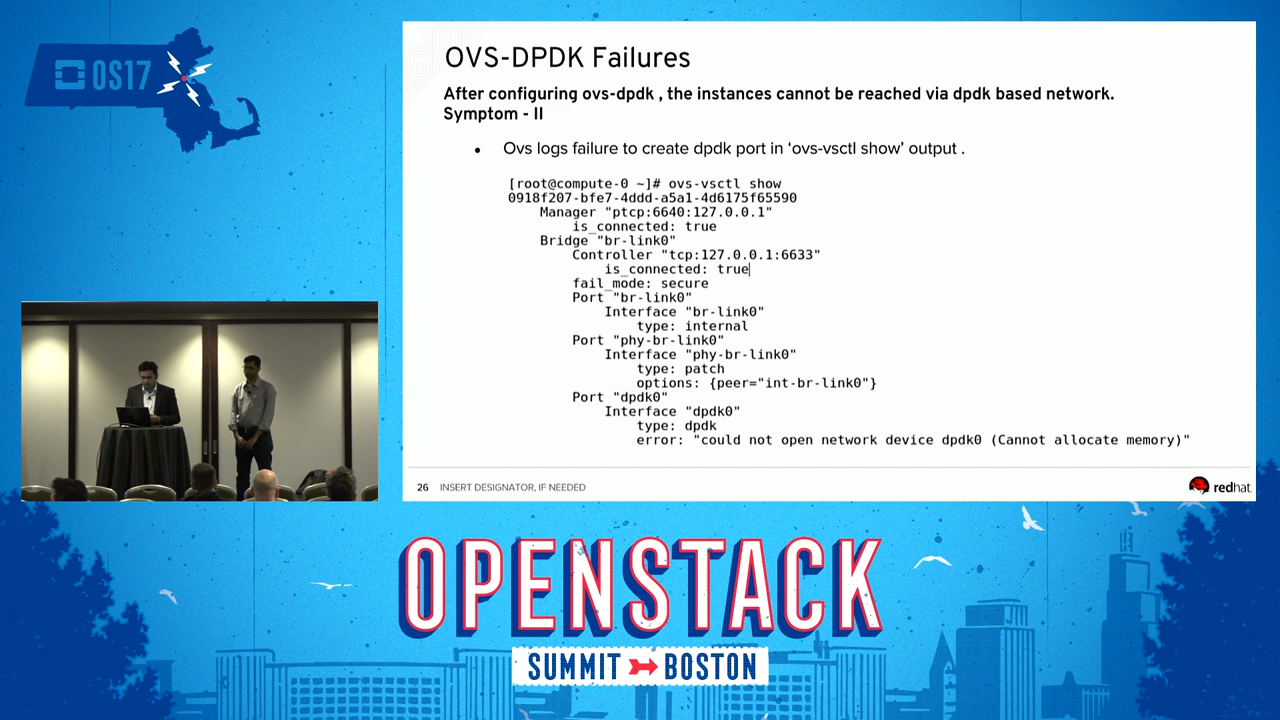 OS17
OVS-DPDK Failures
After configuring ovs-dpdk , the instances cannot be reached via dpdk based network.
Symptom - II
• Ovs logs failure to create dpdk port in ‘ovs-vsctl show’ output .
[root@compute-0 ~]# ovs-vsctl show
0918f207-bfe7-4ddd-a5a1-4d6175f65590
Manager "ptcp:6640:127.0.0.1"
is_connected: true
Bridge "br-link0"
Controller "tcp:127.0.0.1:6633"
is_connected: true
fail_mode: secure
Port "br-link0"
Interface "br-link0"
type: internal
Port "phy-br-link0"
Interface "phy-br-link0"
type: patch
options: {peer="int-br-link0"}
Port "dpdk0"
Interface "dpdk0"
type: dpdk
error: "could not open network device dpdk0 (Cannot allocate memory)"
26 INSERT DESIGNATOR, IF NEEDED
redhat.
OPENSTACK
SUMMIT BOSTON